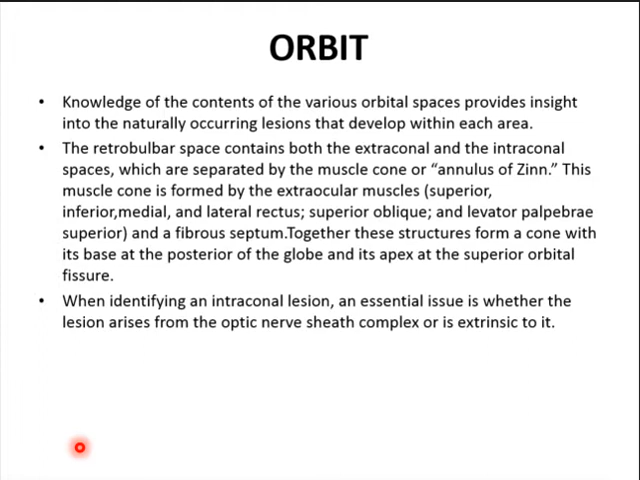 ORBIT
• Knowledge of the contents of the various orbital spaces provides insight
into the naturally occurring lesions that develop within each area.
• The retrobulbar space contains both the extraconal and the intraconal
spaces, which are separated by the muscle cone or “annulus of Zinn.” This
muscle cone is formed by the extraocular muscles (superior,
inferior,medial, and lateral rectus; superior oblique; and levator palpebrae
superior) and a fibrous septum.Together these structures form a cone with
its base at the posterior of the globe and its apex at the superior orbital
fissure.
• When identifying an intraconal lesion, an essential issue is whether the
lesion arises from the optic nerve sheath complex or is extrinsic to it.